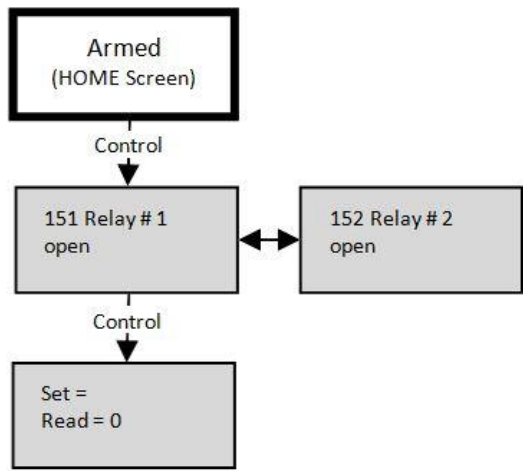 Armed
(HOME Screen)
Control
151 Relay # 1
open
152 Relay # 2
open
Control
Set =
Read = 0